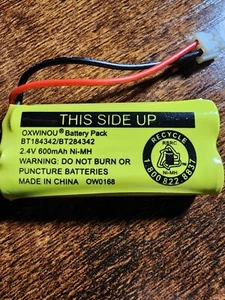 THIS SIDE UP
OXWINOU® Battery Pack
BT184342/BT284342
2.4V 600mAh Ni-MH
WARNING: DO NOT BURN OR
PUNCTURE BATTERIES
MADE IN CHINA OW0168
RECYCLE
RBRC
Ni-MH
1.800.822.8837